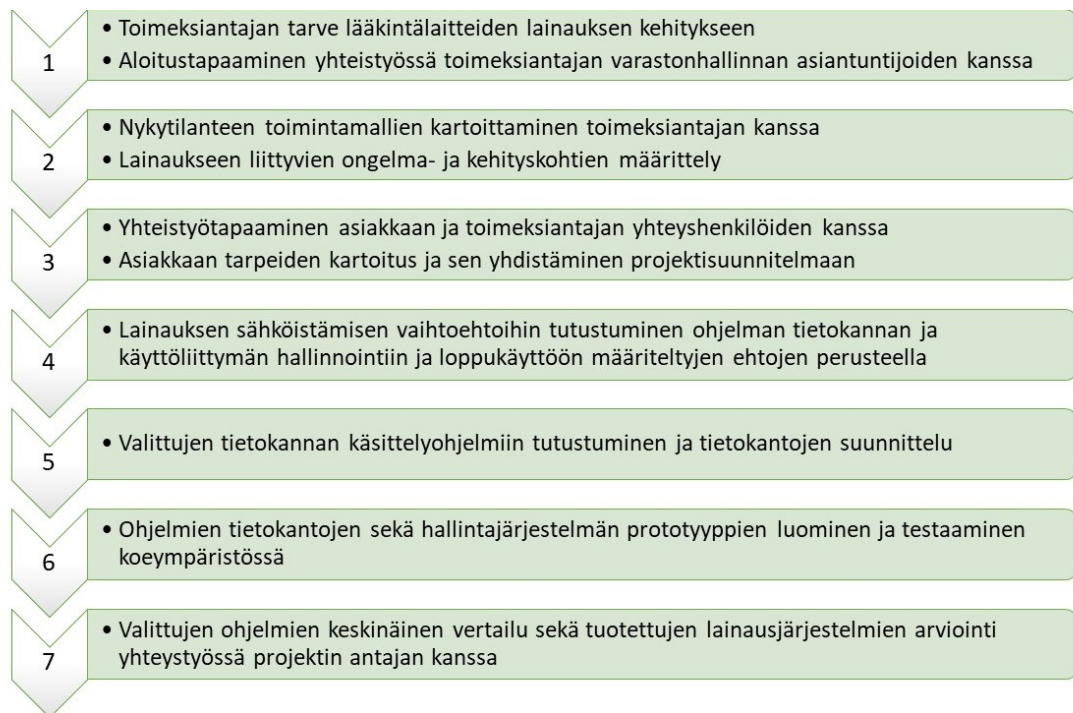 1
• Toimeksiantajan tarve lääkintälaitteiden lainauksen kehitykseen
• Aloitustapaaminen yhteistyössä toimeksiantajan varastonhallinnan asiantuntijoiden kanssa
2
• Nykytilanteen toimintamallien kartoittaminen toimeksiantajan kanssa
• Lainaukseen liittyvien ongelma- ja kehityskohtien määrittely
3
• Yhteistyötapaaminen asiakkaan ja toimeksiantajan yhteyshenkilöiden kanssa
• Asiakkaan tarpeiden kartoitus ja sen yhdistäminen projektisuunnitelmaan
4
• Lainauksen sähköistämisen vaihtoehtoihin tutustuminen ohjelman tietokannan ja
käyttöliittymän hallinnointiin ja loppukäyttöön määriteltyjen ehtojen perusteella
5
• Valittujen tietokannan käsittelyohjelmiin tutustuminen ja tietokantojen suunnittelu
6
• Ohjelmien tietokantojen sekä hallintajärjestelmän prototyyppien luominen ja testaaminen
koeympäristössä
7
• Valittujen ohjelmien keskinäinen vertailu sekä tuotettujen lainausjärjestelmien arviointi
yhteystyössä projektin antajan kanssa